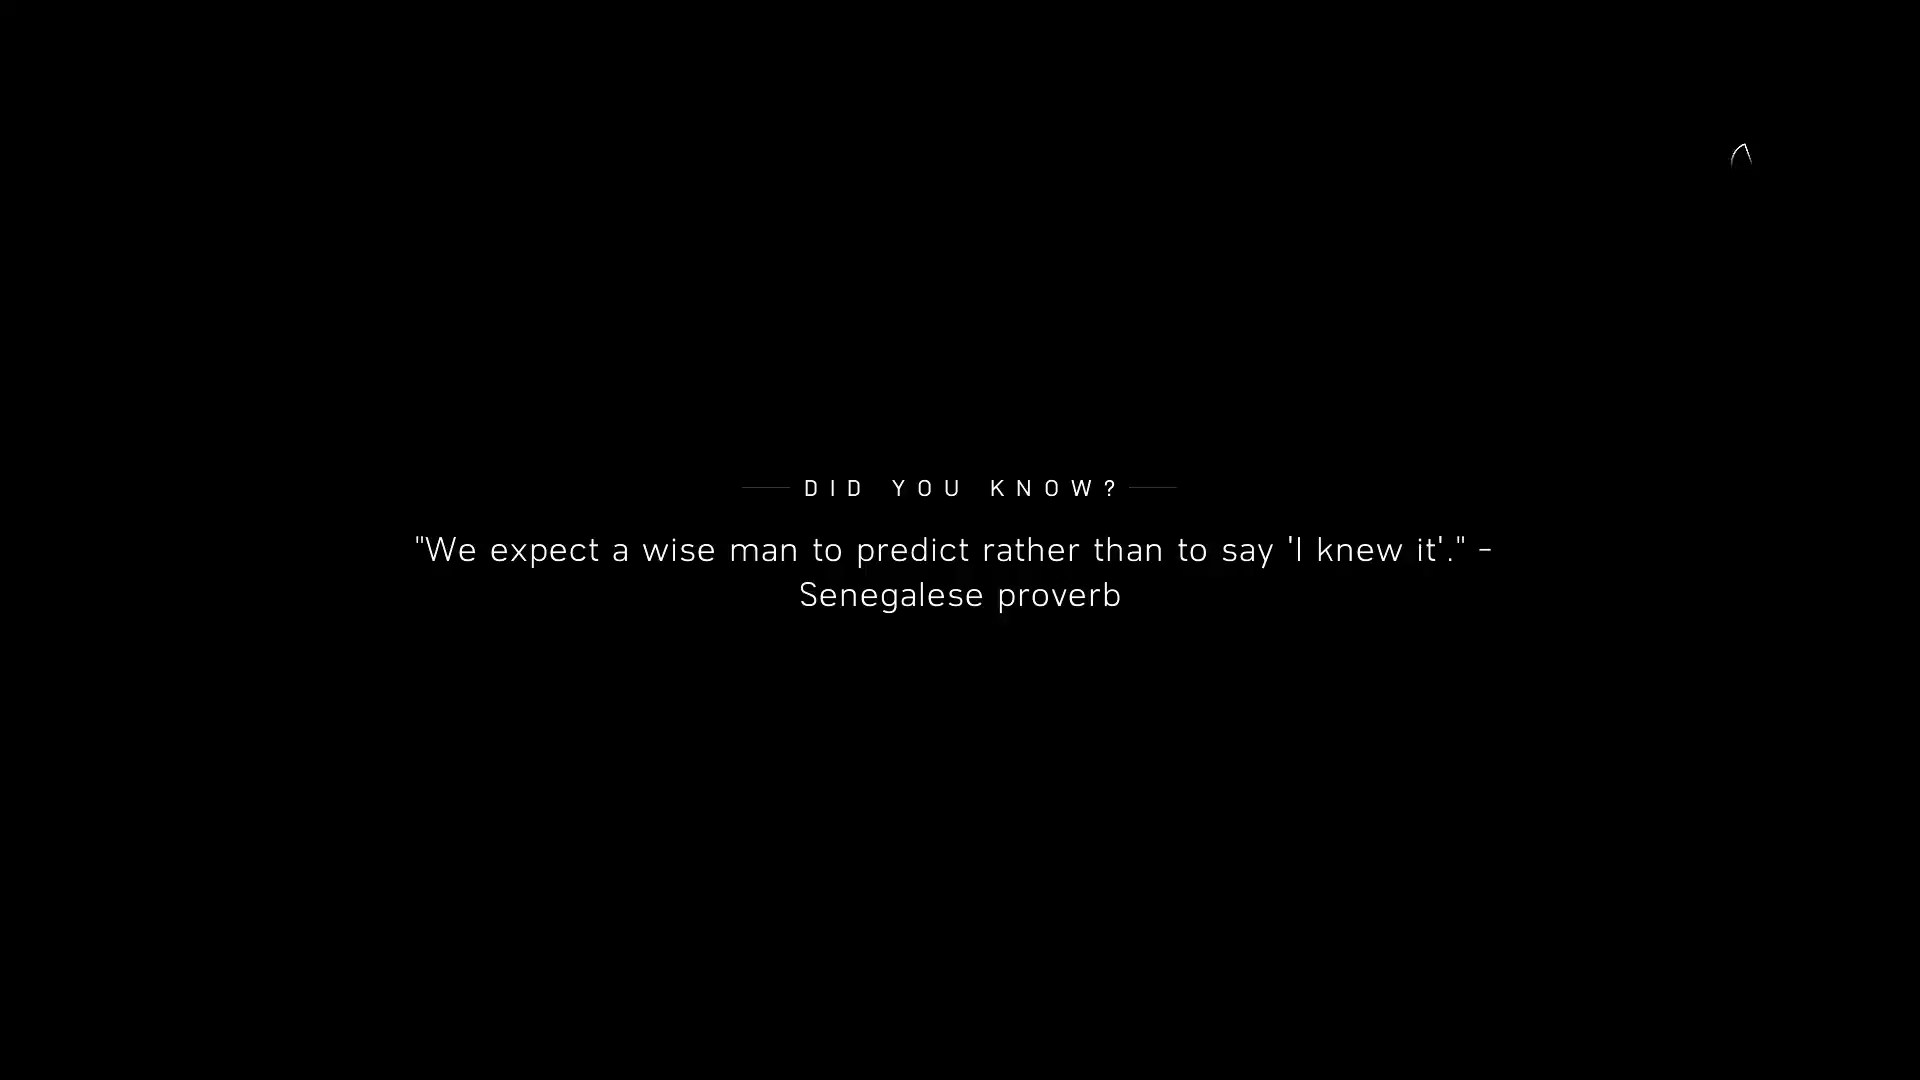 DID YOU KNOW?
"We expect a wise man to predict rather than to say 'I knew it'." -
Senegalese proverb